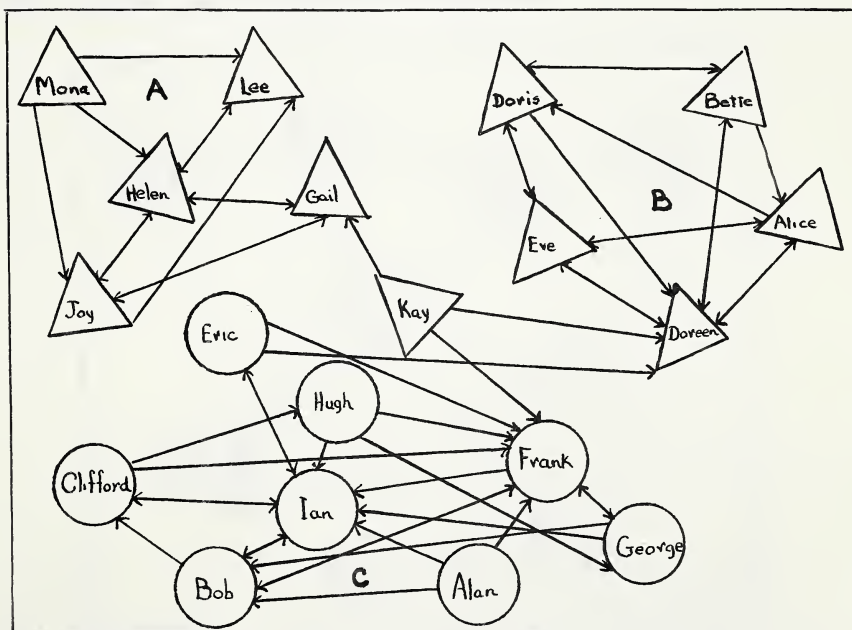 Mona
A
Lee
Helen
Gail
Joy
Doris
Bette
B
Alice
Eve
Kay
Doreen
Eric
Hugh
Clifford
Frank
Ian
George
Bob
C
Alan